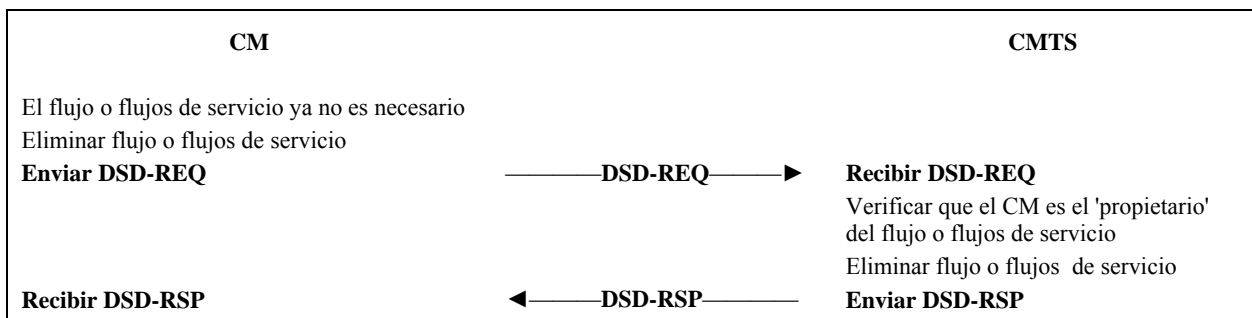 CM CMTS
El flujo o flujos de servicio ya no es necesario
Eliminar flujo o flujos de servicio
Enviar DSD-REQ ————DSD-REQ———► Recibir DSD-REQ
Verificar que el CM es el 'propietario'
del flujo o flujos de servicio
Eliminar flujo o flujos de servicio
Recibir DSD-RSP ◄————DSD-RSP———— Enviar DSD-RSP